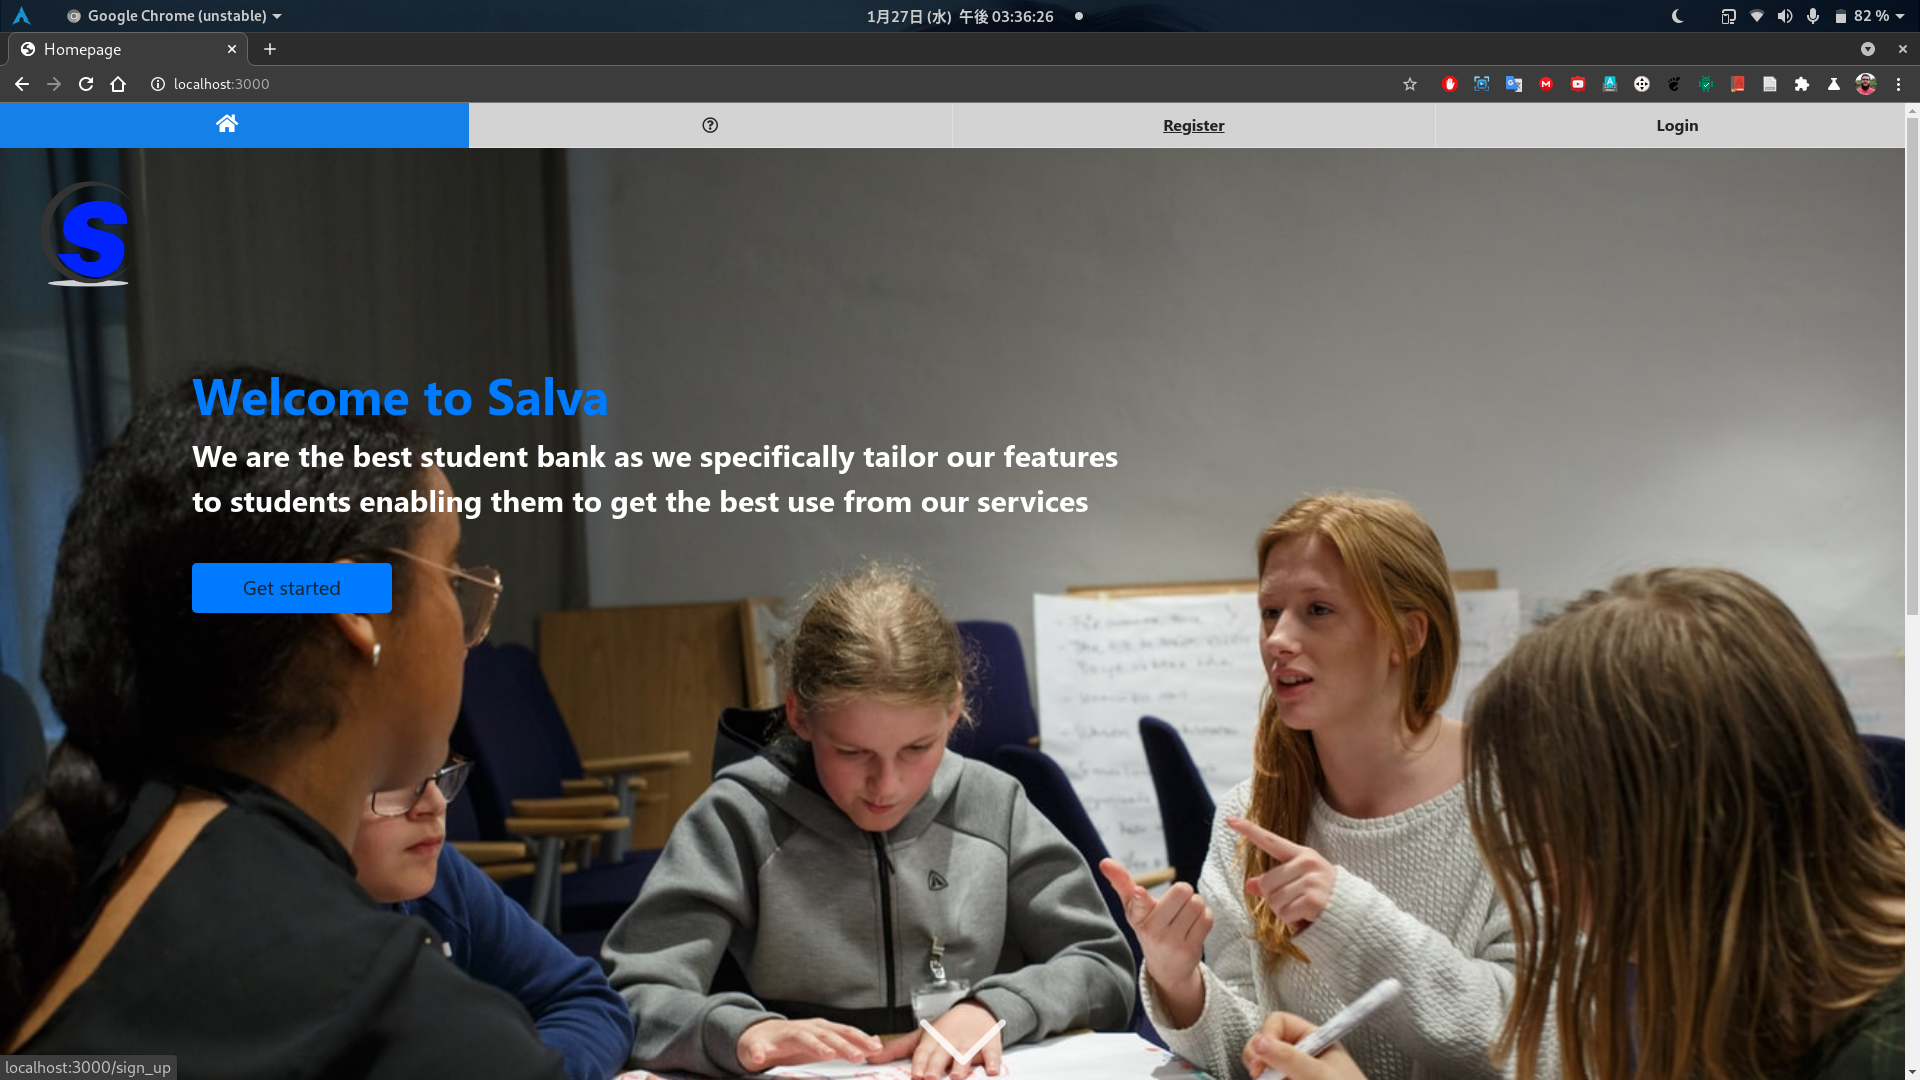 Google Chrome (unstable)
1月27日 (水) 午後 03:36:26
82 %
Homepage
localhost:3000
Register
Login
S
Welcome to Salva
We are the best student bank as we specifically tailor our features
to students enabling them to get the best use from our services
Get started
localhost:3000/sign_up